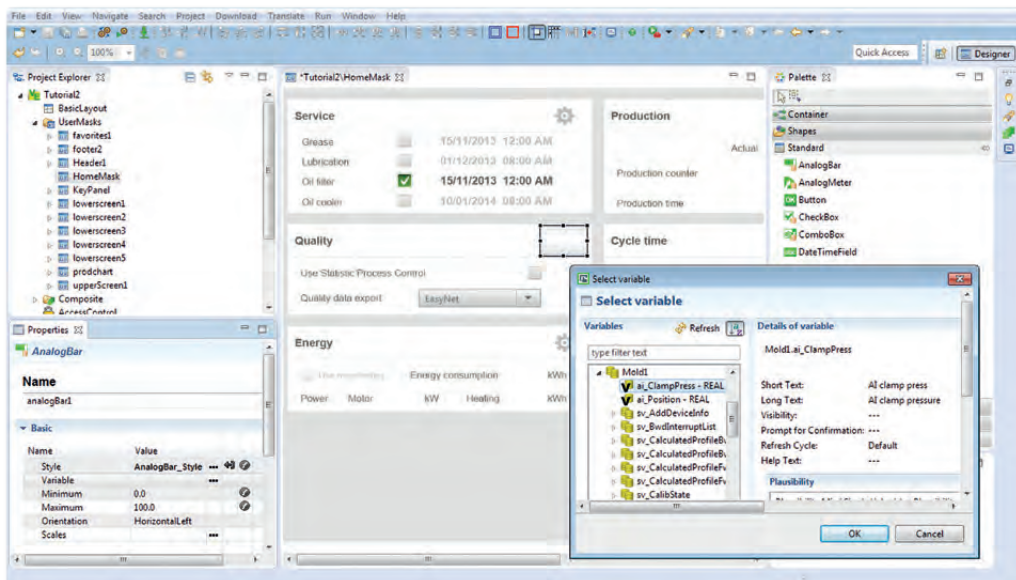 File Edit View Navigate Search Project Download Translate Run Window Help
100%
Quick Access
Designer
Project Explorer
Tutorial2
BasicLayout
UserMasks
favorites1
footer2
Header1
HomeMask
KeyPanel
lowerscreen1
lowerscreen2
lowerscreen3
lowerscreen4
lowerscreen5
prodchart
upperScreen1
Composite
AccessControl
Properties
AnalogBar
Name
analogBar1
Basic
Name Value
Style AnalogBar_Style
Variable
Minimum 0.0
Maximum 100.0
Orientation HorizontalLeft
Scales
*Tutorial2\HomeMask
Service
Grease 15/11/2013 12:00 AM
Lubrication 01/12/2013 08:00 AM
Oil filter 15/11/2013 12:00 AM
Oil cooler 10/01/2014 08:00 AM
Production
Actual
Production counter
Production time
Quality
Use Statistic Process Control
Quality data export EasyNet
Cycle time
Energy
Energy consumption kWh
Power Motor kW Heating kWh
Palette
Container
Shapes
Standard
AnalogBar
AnalogMeter
Button
CheckBox
ComboBox
DateTimeField
Select variable
Select variable
Variables Refresh
type filter text
Mold1
ai_ClampPress - REAL
ai_Position - REAL
sv_AddDeviceInfo
sv_BwdInterruptList
sv_CalculatedProfileBw
sv_CalculatedProfileBw
sv_CalculatedProfileFv
sv_CalculatedProfileFv
sv_CalibState
Details of variable
Mold1.ai_ClampPress
Short Text: AI clamp press
Long Text: AI clamp pressure
Visibility: ---
Prompt for Confirmation: ---
Refresh Cycle: Default
Help Text: ---
Plausibility
OK Cancel